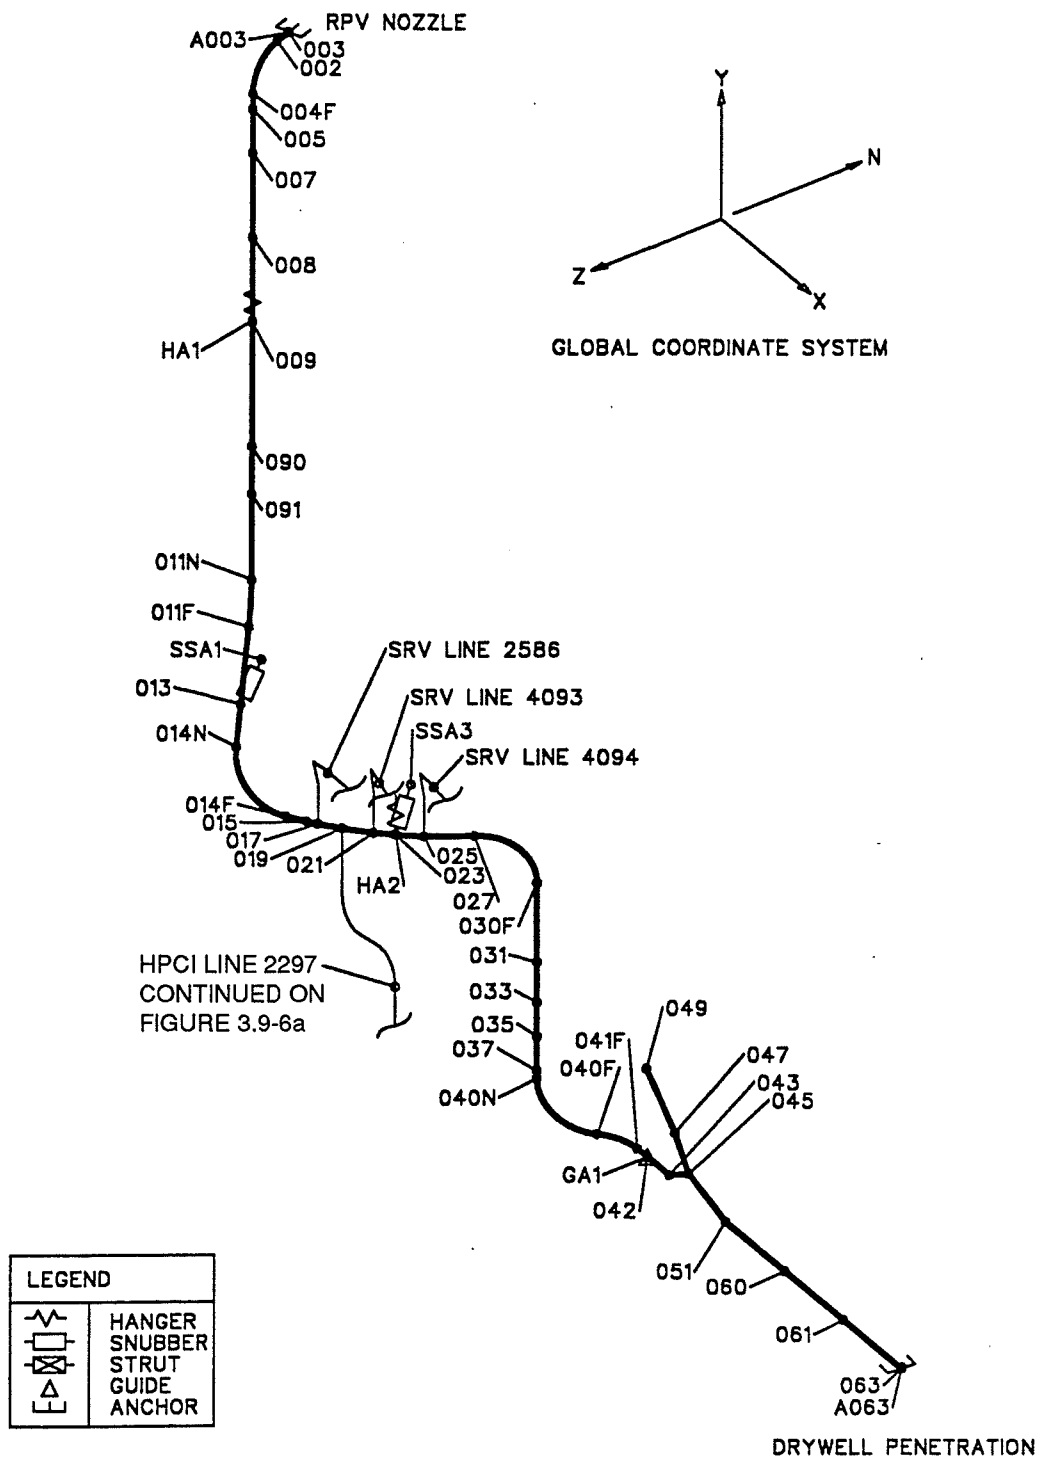 RPV NOZZLE
A003
003
002
004F
005
007
008
HA1
009
090
091
011N
011F
SSA1
013
014N
014F
015
017
019
021
HA2
023
025
027
030F
SRV LINE 2586
SRV LINE 4093
SSA3
SRV LINE 4094
HPCI LINE 2297
CONTINUED ON
FIGURE 3.9-6a
031
033
035
037
040N
041F
040F
049
047
043
045
GA1
042
051
060
061
063
A063
DRYWELL PENETRATION
Y
N
Z
X
GLOBAL COORDINATE SYSTEM
LEGEND
HANGER
SNUBBER
STRUT
GUIDE
ANCHOR